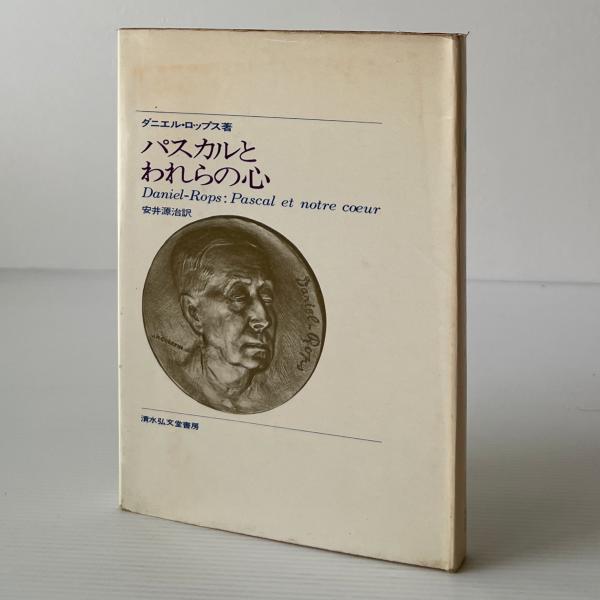 ダニエル・ロップス著
パスカルと
われらの心
Daniel-Rops: Pascal et notre cœur
安井源治訳
Daniel-Rops
清水弘文堂書房